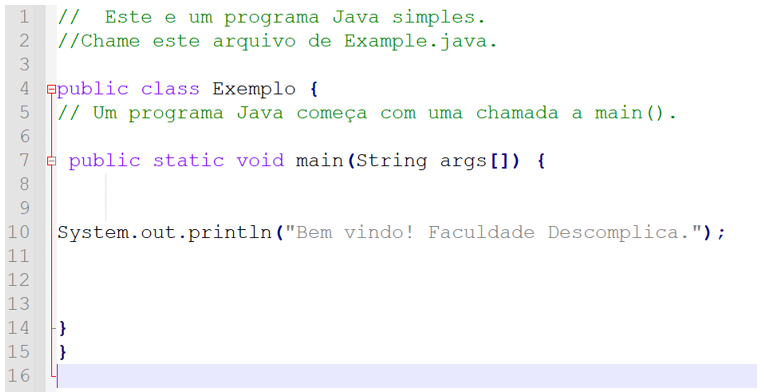 1 //  Este e um programa Java simples.
2 //Chame este arquivo de Example.java.
3
4 public class Exemplo {
5 // Um programa Java começa com uma chamada a main().
6
7  public static void main(String args[]) {
8
9
10 System.out.println("Bem vindo! Faculdade Descomplica.");
11
12
13
14 }
15 }
16